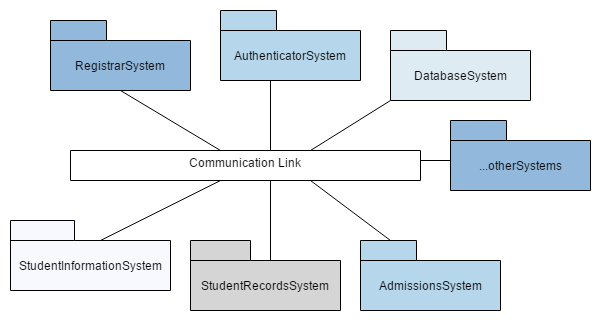 RegistrarSystem
AuthenticatorSystem
DatabaseSystem
Communication Link
...otherSystems
StudentInformationSystem
StudentRecordsSystem
AdmissionsSystem